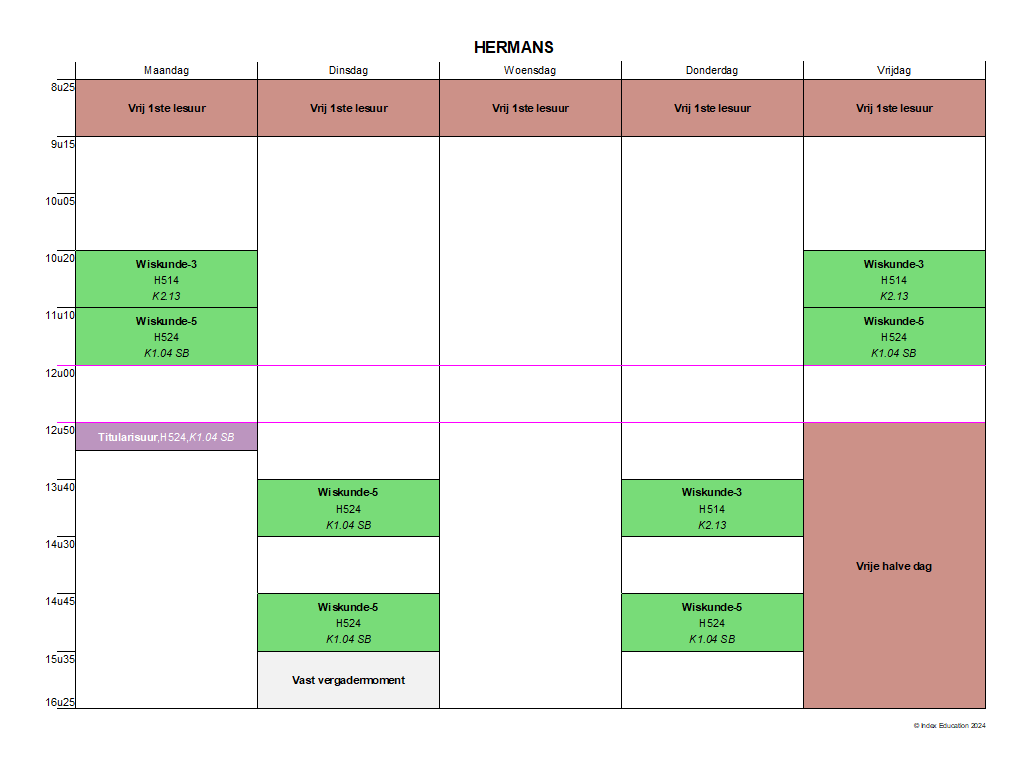 HERMANS
Maandag Dinsdag Woensdag Donderdag Vrijdag
8u25
Vrij 1ste lesuur Vrij 1ste lesuur Vrij 1ste lesuur Vrij 1ste lesuur Vrij 1ste lesuur
9u15
10u05
10u20
Wiskunde-3 Wiskunde-3
H514 H514
K2.13 K2.13
11u10
Wiskunde-5 Wiskunde-5
H524 H524
K1.04 SB K1.04 SB
12u00
12u50
Titularisuur,H524,K1.04 SB
13u40
Wiskunde-5 Wiskunde-3
H524 H514
K1.04 SB K2.13
14u30
Vrije halve dag
14u45
Wiskunde-5 Wiskunde-5
H524 H524
K1.04 SB K1.04 SB
15u35
Vast vergadermoment
16u25
© Index Education 2024